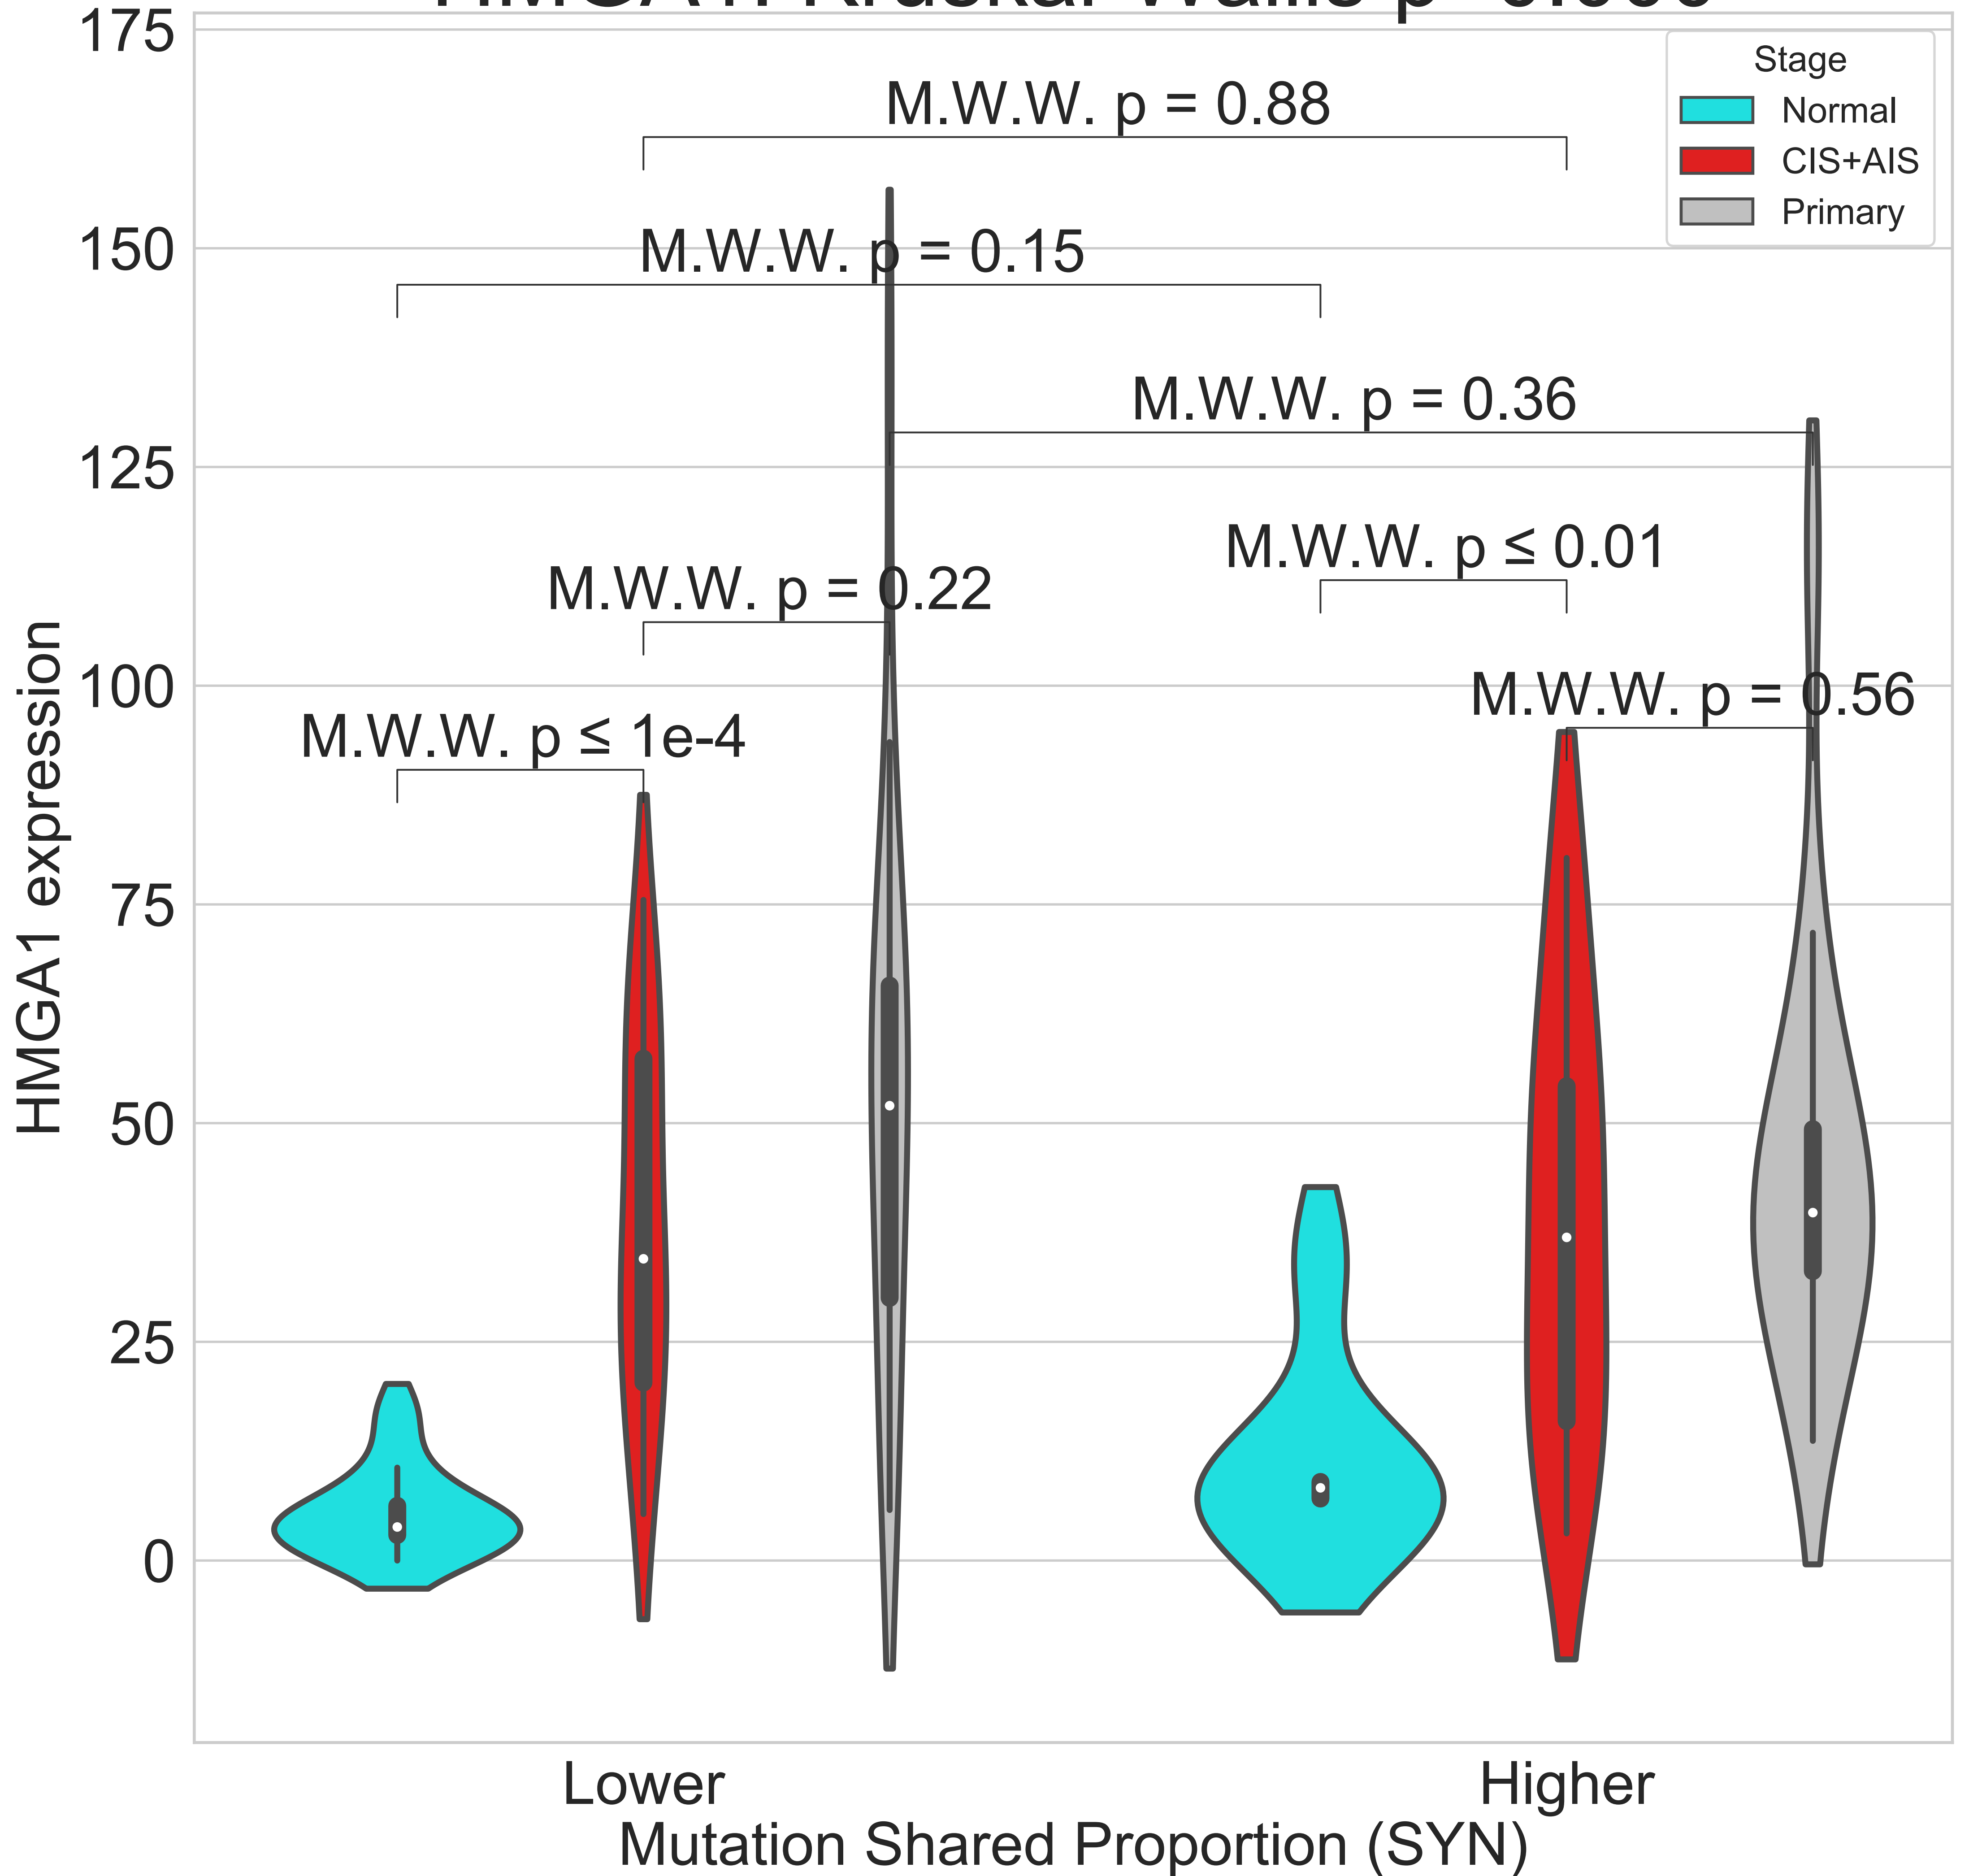 175
150
125
100
75
50
25
0
HMGA1 expression
Stage
Normal
CIS+AIS
Primary
M.W.W. p = 0.88
M.W.W. p = 0.15
M.W.W. p = 0.36
M.W.W. p ≤ 0.01
M.W.W. p = 0.22
M.W.W. p = 0.56
M.W.W. p ≤ 1e-4
Lower
Higher
Mutation Shared Proportion (SYN)